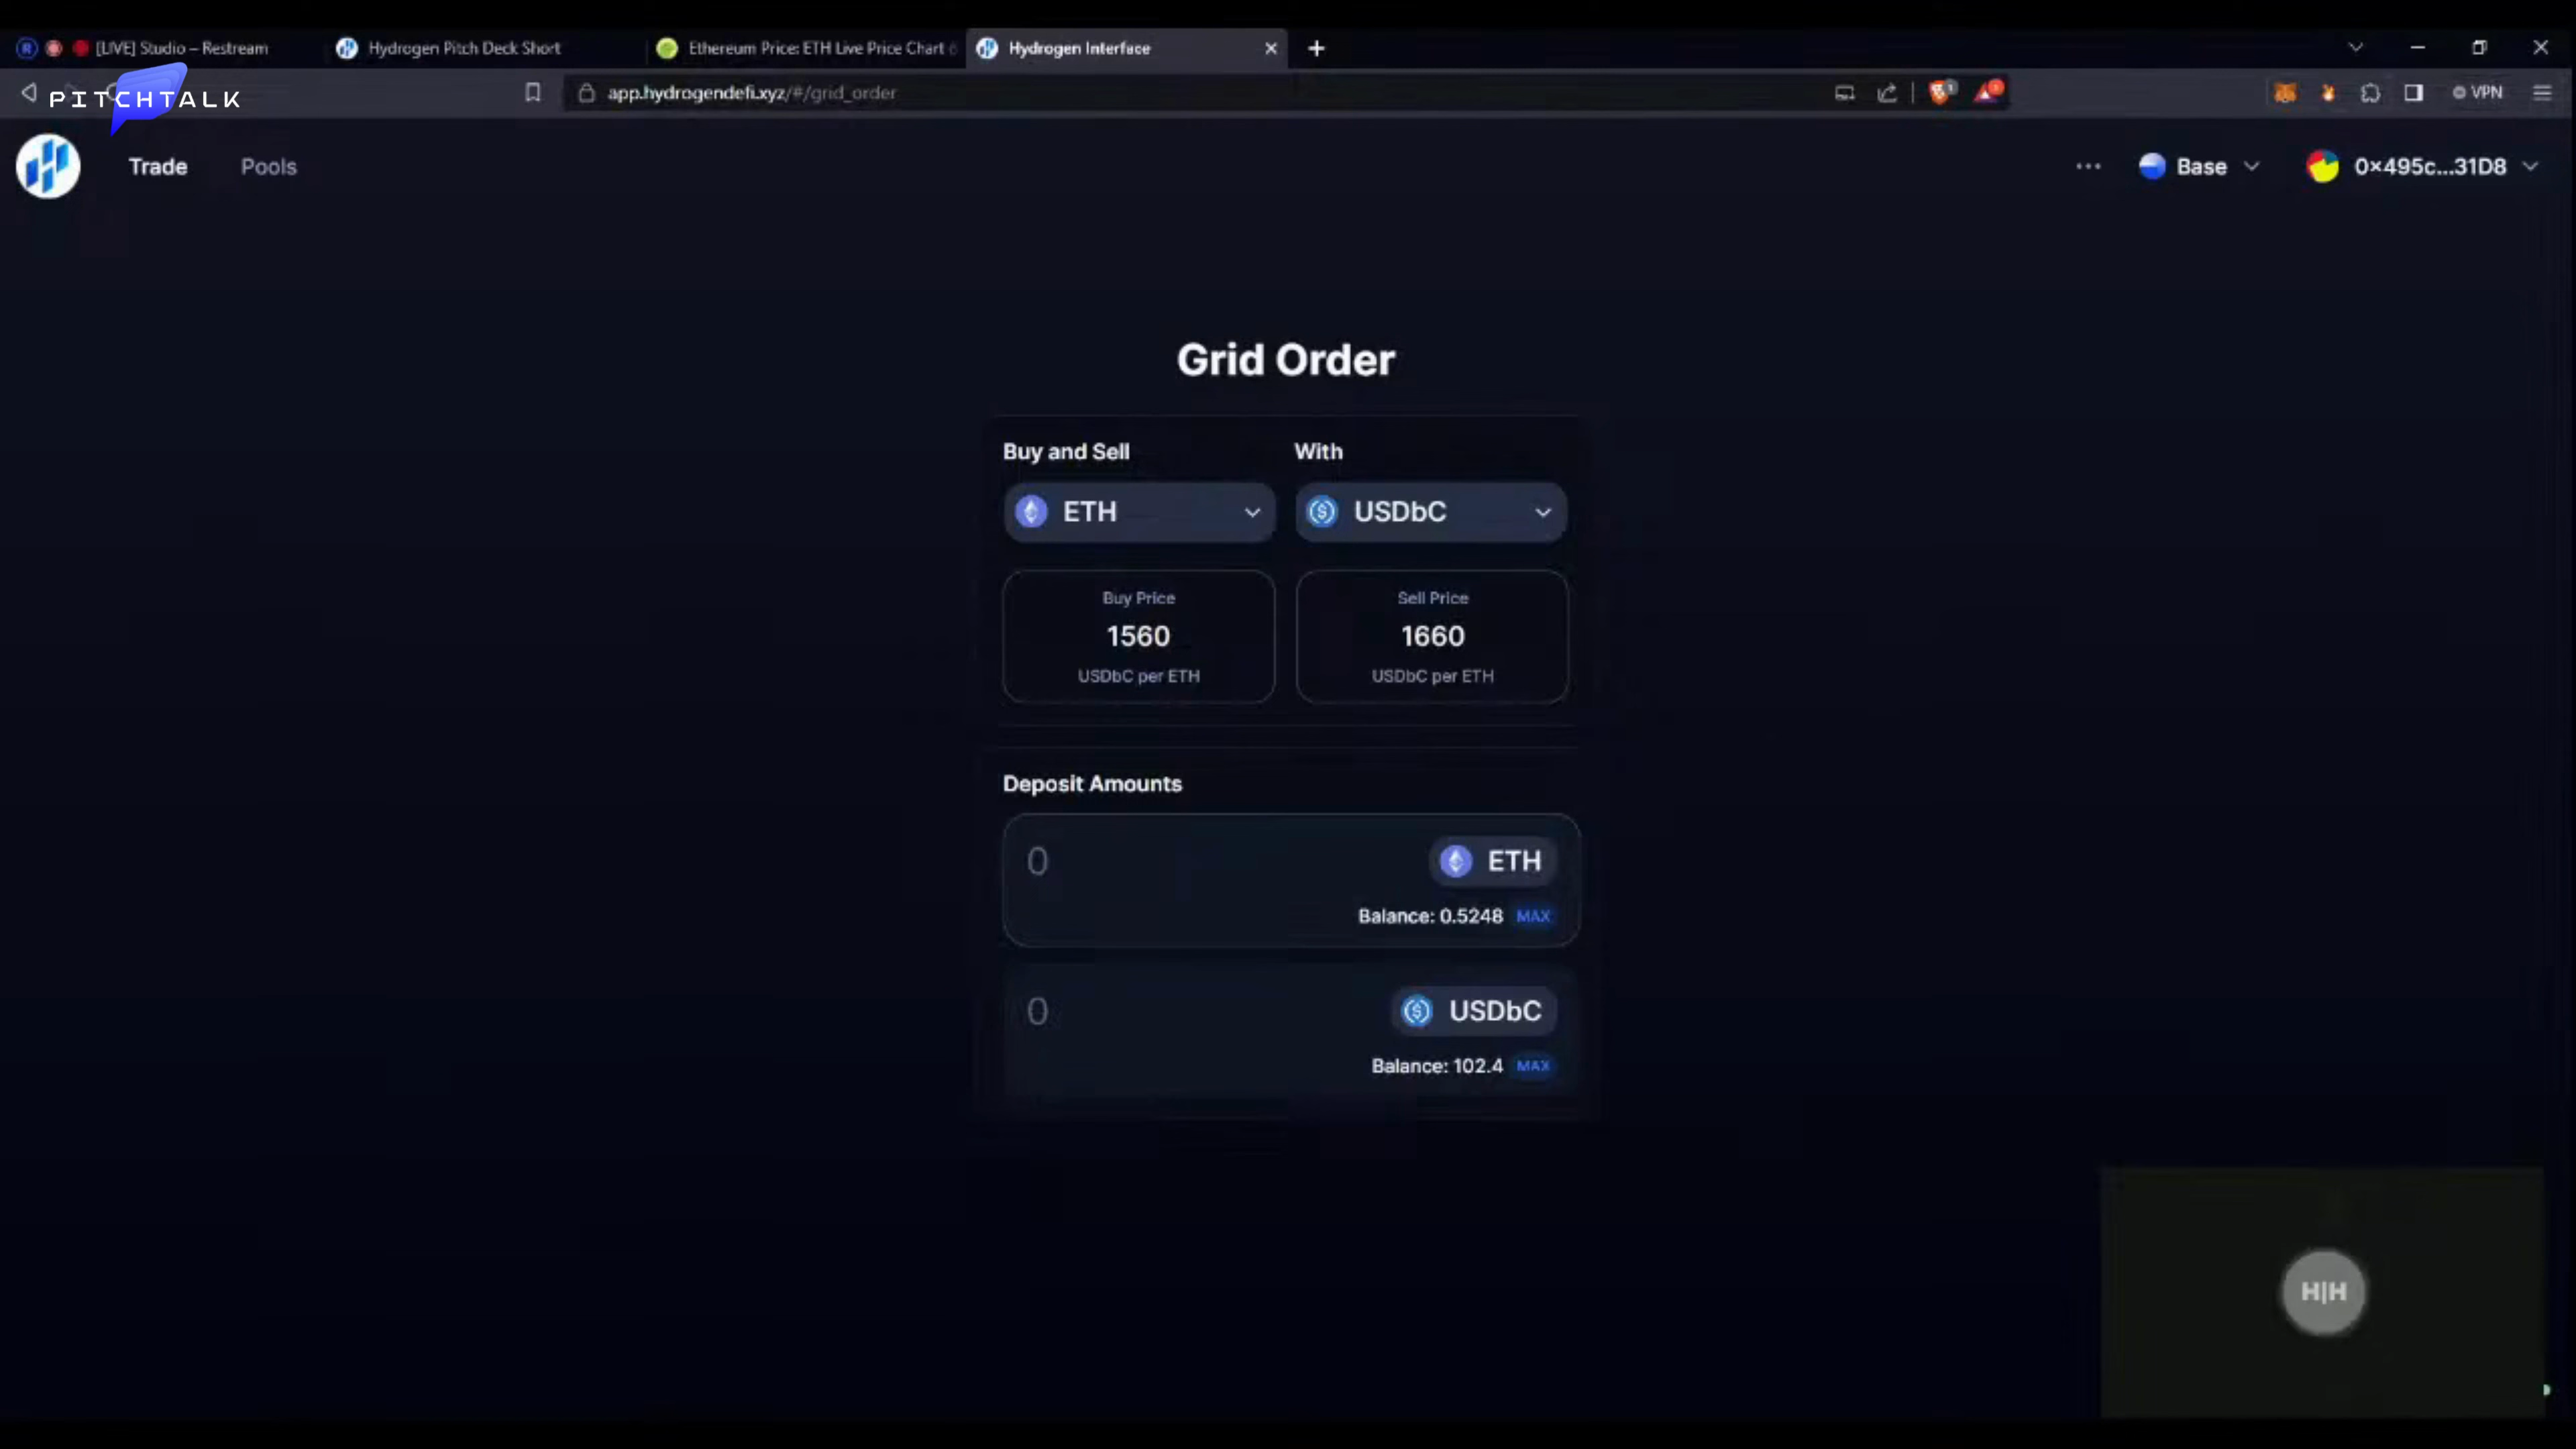 [LIVE] Studio – Restream
Hydrogen Pitch Deck Short
Ethereum Price: ETH Live Price Chart
Hydrogen Interface
PITCHTALK
app.hydrogendefi.xyz/#/grid_order
VPN
Trade
Pools
Base
0×495c...31D8
Grid Order
Buy and Sell
With
ETH
USDbC
Buy Price
1560
USDbC per ETH
Sell Price
1660
USDbC per ETH
Deposit Amounts
0
ETH
Balance: 0.5248 MAX
0
USDbC
Balance: 102.4 MAX
H|H